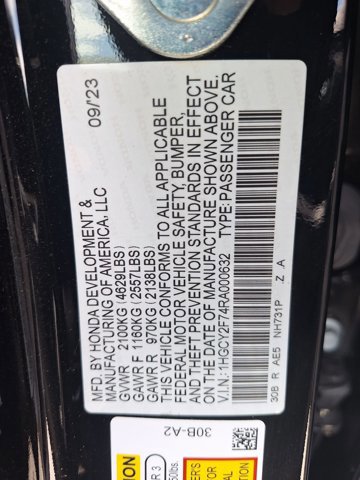 MFD. BY HONDA DEVELOPMENT &
MANUFACTURING OF AMERICA, LLC 09/'23
GVWR 2100KG (4629LBS)
GAWR F 1160KG (2557LBS)
GAWR R 970KG (2138LBS)
THIS VEHICLE CONFORMS TO ALL APPLICABLE
FEDERAL MOTOR VEHICLE SAFETY, BUMPER,
AND THEFT PREVENTION STANDARDS IN EFFECT
ON THE DATE OF MANUFACTURE SHOWN ABOVE.
V.I.N.: 1HGCY2F74RA000632 TYPE: PASSENGER CAR
30B R AE5 NH731P Z A
30B-A2
R 3